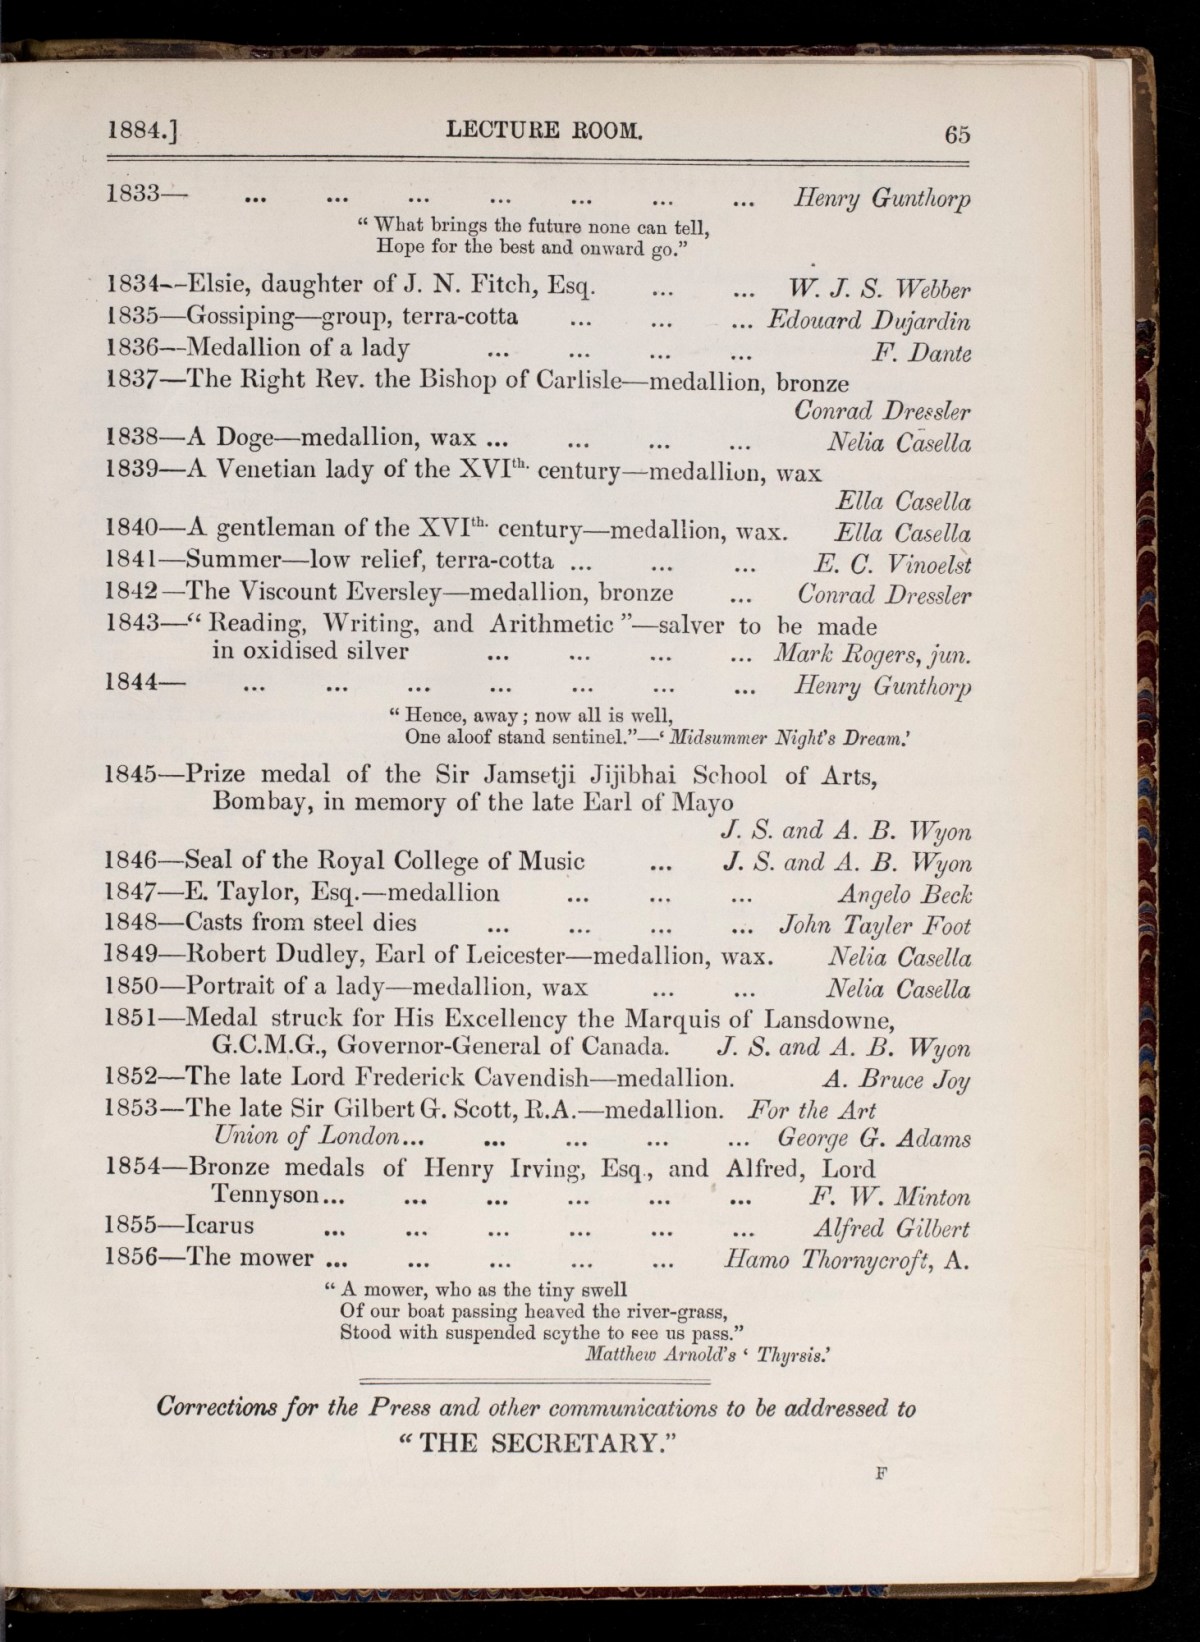 1884.] LECTURE ROOM. 65
1833— ... ... ... ... ... ... ... Henry Gunthorp
“ What brings the future none can tell,
Hope for the best and onward go.”
1834--Elsie, daughter of J. N. Fitch, Esq. ... ... W. J. S. Webber
1835—Gossiping—group, terra-cotta ... ... ... Edouard Dujardin
1836—Medallion of a lady ... ... ... ... F. Dante
1837—The Right Rev. the Bishop of Carlisle—medallion, bronze
Conrad Dressler
1838—A Doge—medallion, wax ... ... ... ... Nelia Casella
1839—A Venetian lady of the XVIth. century—medallion, wax
Ella Casella
1840—A gentleman of the XVIth. century—medallion, wax. Ella Casella
1841—Summer—low relief, terra-cotta ... ... ... E. C. Vinoelst
1842—The Viscount Eversley—medallion, bronze ... Conrad Dressler
1843—“ Reading, Writing, and Arithmetic ”—salver to be made
in oxidised silver ... ... ... ... Mark Rogers, jun.
1844— ... ... ... ... ... ... ... Henry Gunthorp
“ Hence, away ; now all is well,
One aloof stand sentinel.”—‘ Midsummer Night's Dream.’
1845—Prize medal of the Sir Jamsetji Jijibhai School of Arts,
Bombay, in memory of the late Earl of Mayo
J. S. and A. B. Wyon
1846—Seal of the Royal College of Music ... J. S. and A. B. Wyon
1847—E. Taylor, Esq.—medallion ... ... ... Angelo Beck
1848—Casts from steel dies ... ... ... ... John Tayler Foot
1849—Robert Dudley, Earl of Leicester—medallion, wax. Nelia Casella
1850—Portrait of a lady—medallion, wax ... ... Nelia Casella
1851—Medal struck for His Excellency the Marquis of Lansdowne,
G.C.M.G., Governor-General of Canada. J. S. and A. B. Wyon
1852—The late Lord Frederick Cavendish—medallion. A. Bruce Joy
1853—The late Sir Gilbert G. Scott, R.A.—medallion. For the Art
Union of London... ... ... ... ... George G. Adams
1854—Bronze medals of Henry Irving, Esq., and Alfred, Lord
Tennyson... ... ... ... ... ... F. W. Minton
1855—Icarus ... ... ... ... ... ... Alfred Gilbert
1856—The mower ... ... ... ... ... Hamo Thornycroft, A.
“ A mower, who as the tiny swell
Of our boat passing heaved the river-grass,
Stood with suspended scythe to see us pass.”
Matthew Arnold's ‘ Thyrsis.’
Corrections for the Press and other communications to be addressed to
“ THE SECRETARY.”
F